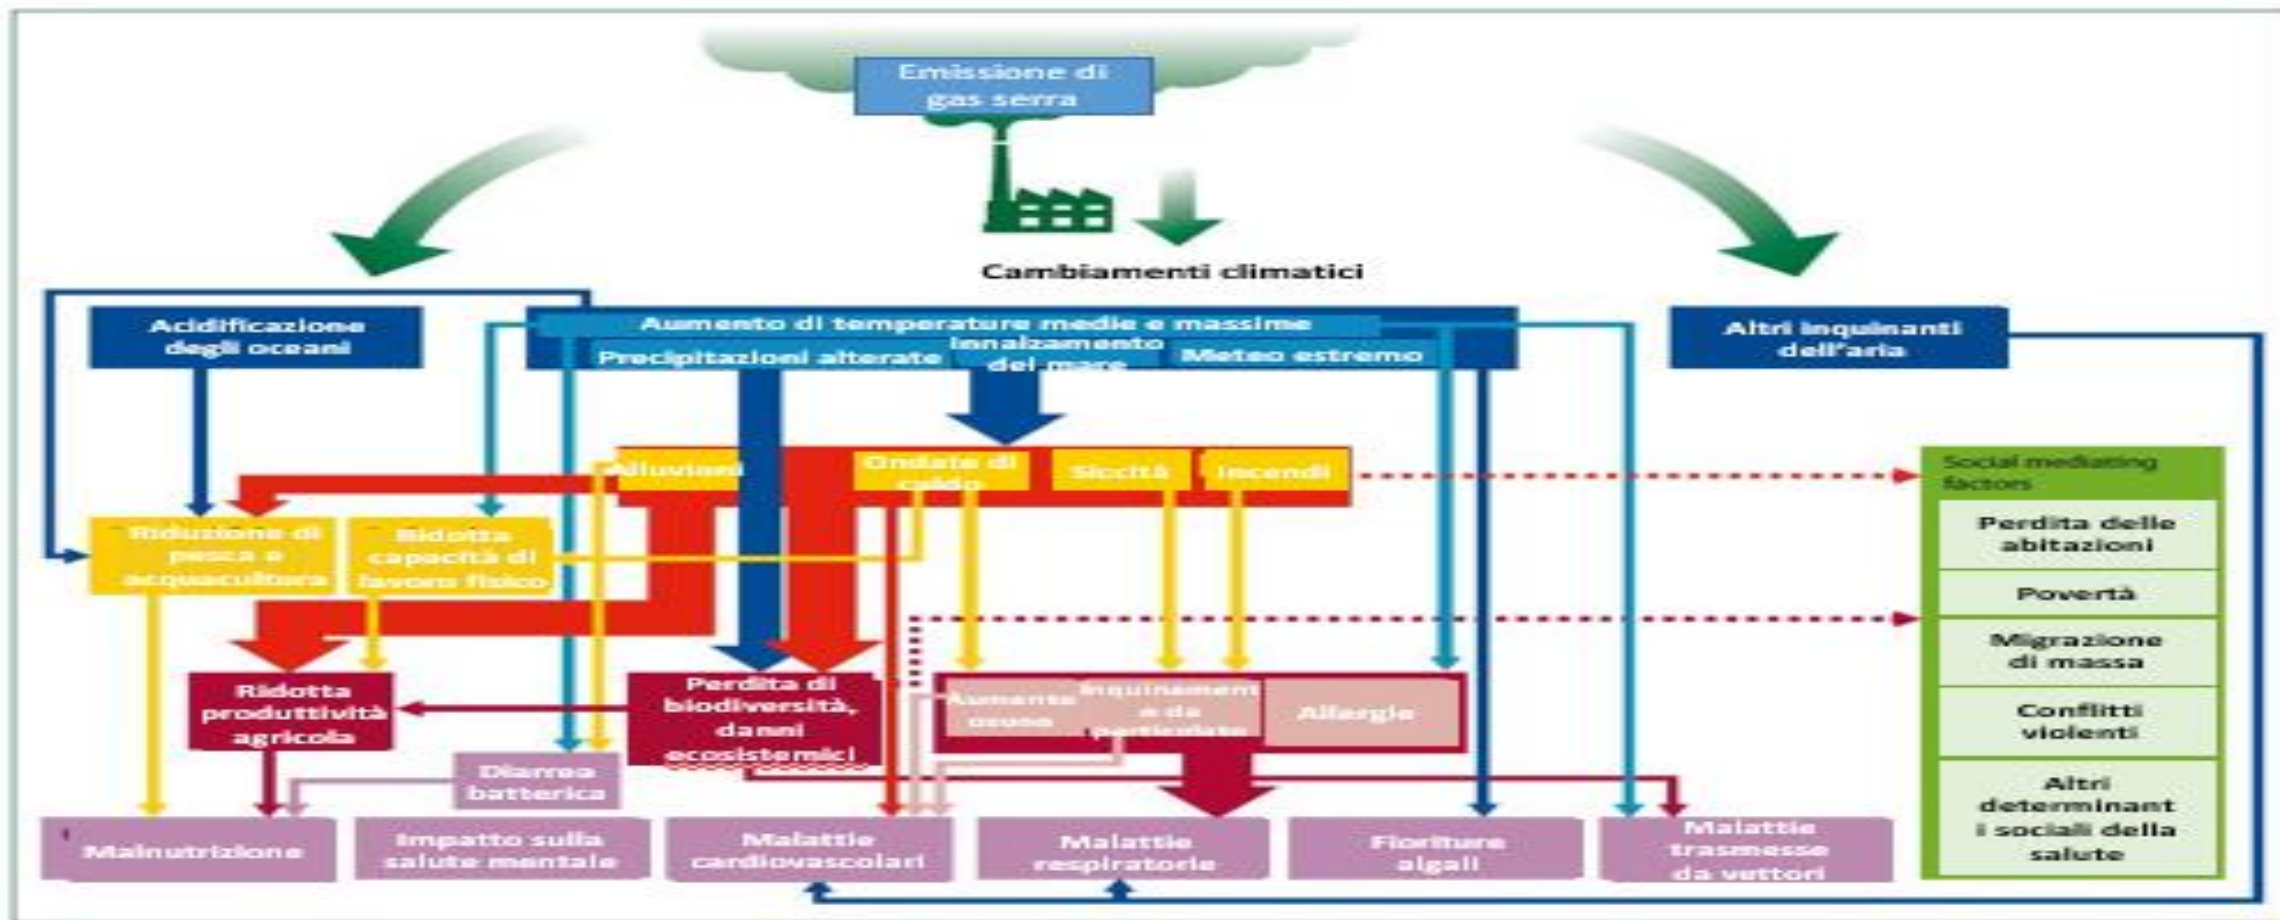 Emissione di
gas serra
Cambiamenti climatici
Acidificazione
degli oceani
Aumento di temperature medie e massime
Precipitazioni alterate
Innalzamento
del mare
Meteo estremo
Altri inquinanti
dell'aria
Alluvioni
Ondate di
caldo
Siccità
Incendi
Social mediatting
factors
Perdita delle
abitazioni
Povertà
Migrazione
di massa
Conflitti
violenti
Altri
determinant
i sociali della
salute
Riduzione di
pesca e
acquacultura
Ridotta
capacità di
lavoro fisico
Ridotta
produttività
agricola
Perdita di
biodiversità,
danni
ecosistemici
Aumento
ozono
Inquinament
o da
particolato
Allergie
Diarrea
batterica
Malnutrizione
Impatto sulla
salute mentale
Malattie
cardiovascolari
Malattie
respiratorie
Fioriture
algali
Malattie
trasmesse
da vettori